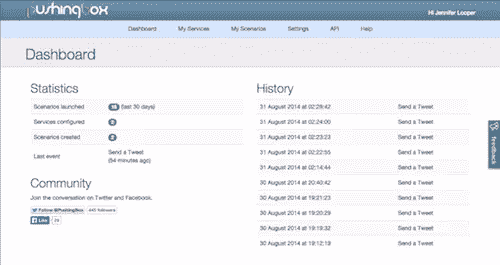 pushingbox
Hi Jennifer Looper
Dashboard My Services My Scenarios Settings API Help
Dashboard
Statistics
Scenarios launched (last 30 days)
Services configured 2
Scenarios created 2
Last event Send a Tweet
(54 minutes ago)
Community
Join the conversation on Twitter and Facebook.
Follow @PushingBox 445 followers
Like
History
31 August 2014 at 02:28:42 Send a Tweet
31 August 2014 at 02:24:00 Send a Tweet
31 August 2014 at 02:23:23 Send a Tweet
31 August 2014 at 02:22:55 Send a Tweet
31 August 2014 at 02:14:44 Send a Tweet
30 August 2014 at 20:40:42 Send a Tweet
30 August 2014 at 19:21:23 Send a Tweet
30 August 2014 at 19:20:29 Send a Tweet
30 August 2014 at 19:19:32 Send a Tweet
30 August 2014 at 19:12:19 Send a Tweet
feedback